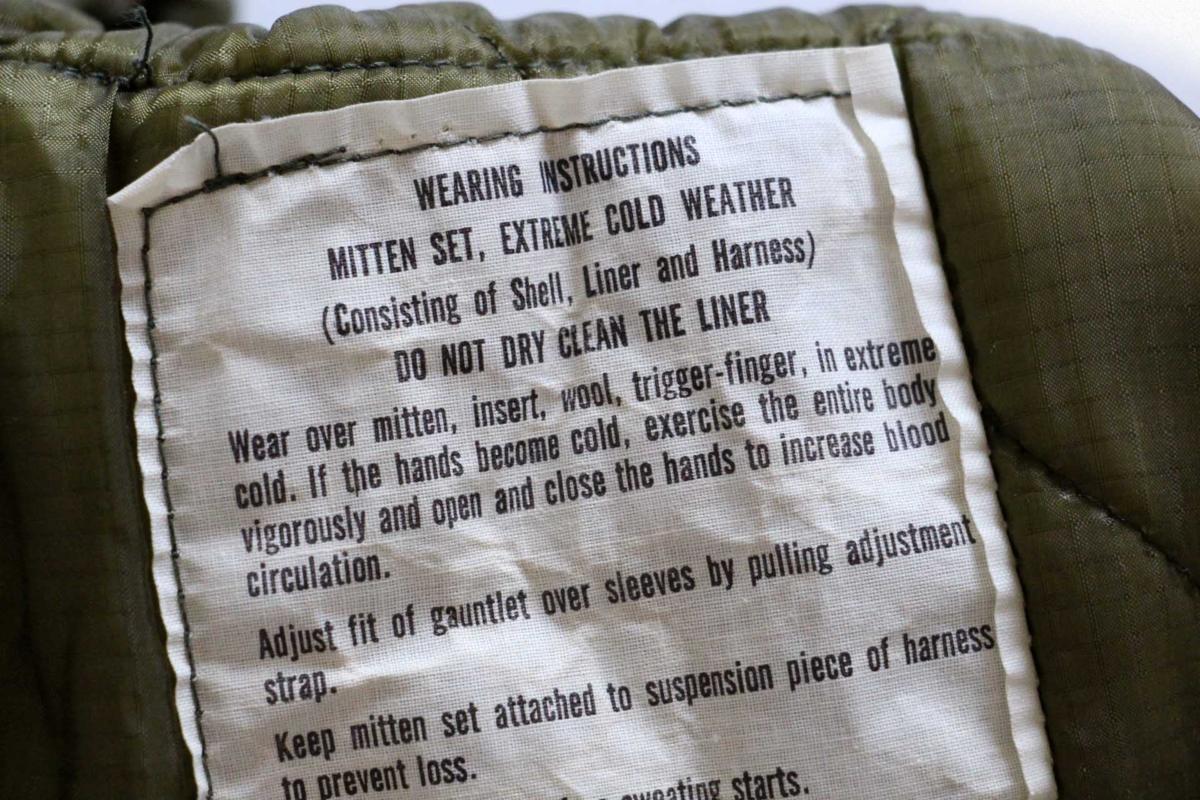 WEARING INSTRUCTIONS
MITTEN SET, EXTREME COLD WEATHER
(Consisting of Shell, Liner and Harness)
DO NOT DRY CLEAN THE LINER
Wear over mitten, insert, wool, trigger-finger, in extreme
cold. If the hands become cold, exercise the entire body
vigorously and open and close the hands to increase blood
circulation.
Adjust fit of gauntlet over sleeves by pulling adjustment
strap.
Keep mitten set attached to suspension piece of harness
to prevent loss.
sweating starts.